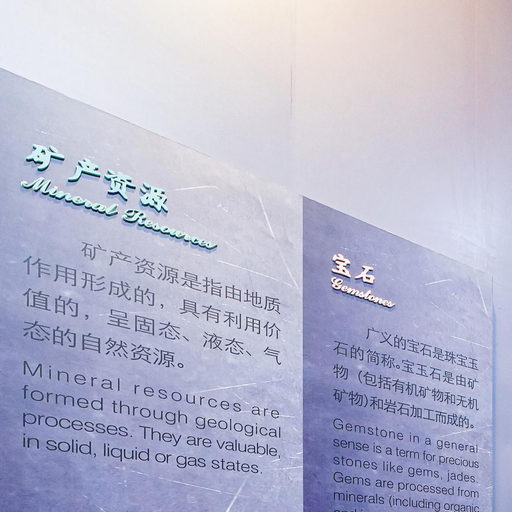 矿产资源
Mineral Resources
矿产资源是指由地质
作用形成的，具有利用价
值的，呈固态、液态、气
态的自然资源。
Mineral resources are
formed through geological
processes. They are valuable,
in solid, liquid or gas states.
宝石
Gemstones
广义的宝石是珠宝玉
石的简称。宝玉石是由矿
物（包括有机矿物和无机
矿物)和岩石加工而成的。
Gemstone in a general
sense is a term for precious
stones like gems, jades.
Gems are processed from
minerals (including organic